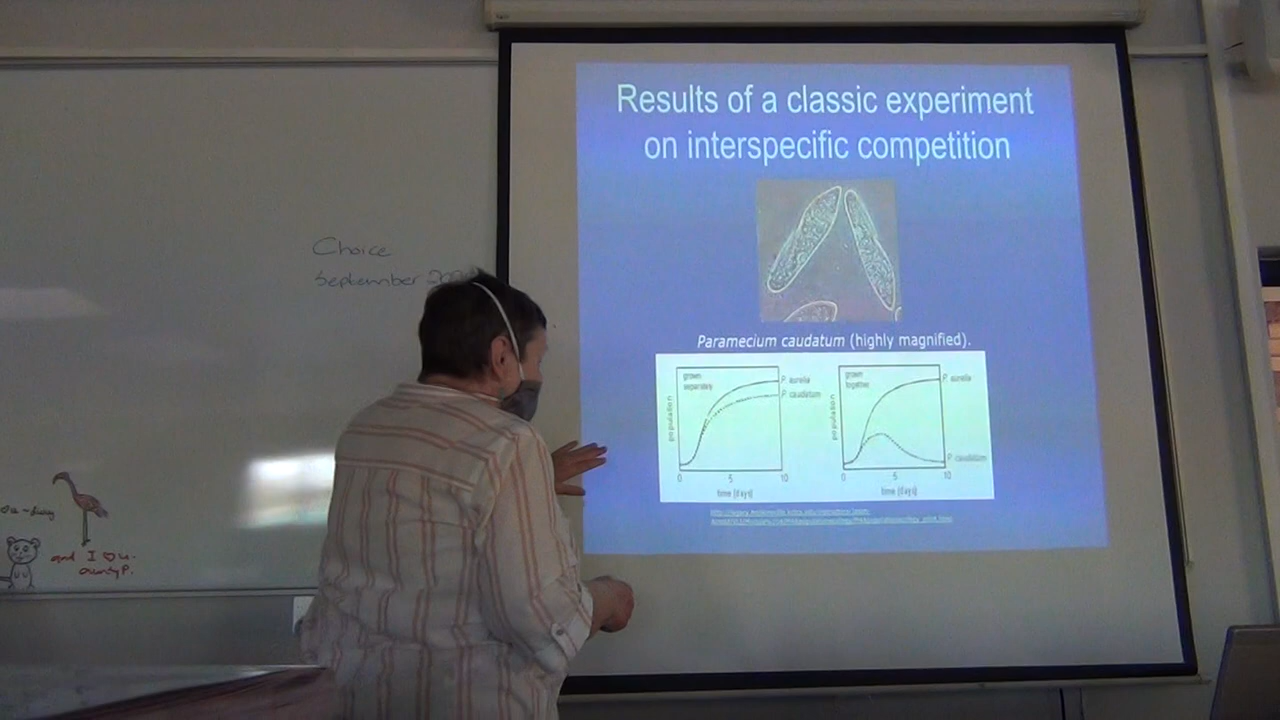 Results of a classic experiment
on interspecific competition
Choice
September
Paramecium caudatum (highly magnified).
grown
separately
P. aurelia
P. caudatum
population
0
5
10
time (days)
grown
together
P. aurelia
P. caudatum
population
0
5
10
time (days)
and I